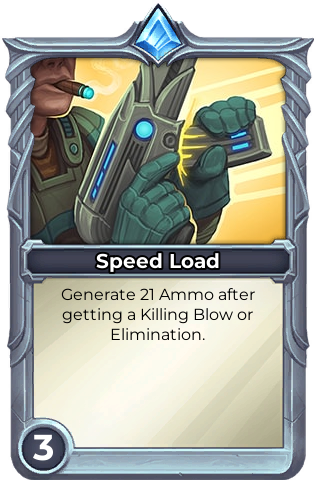 Speed Load
Generate 21 Ammo after
getting a Killing Blow or
Elimination.
3